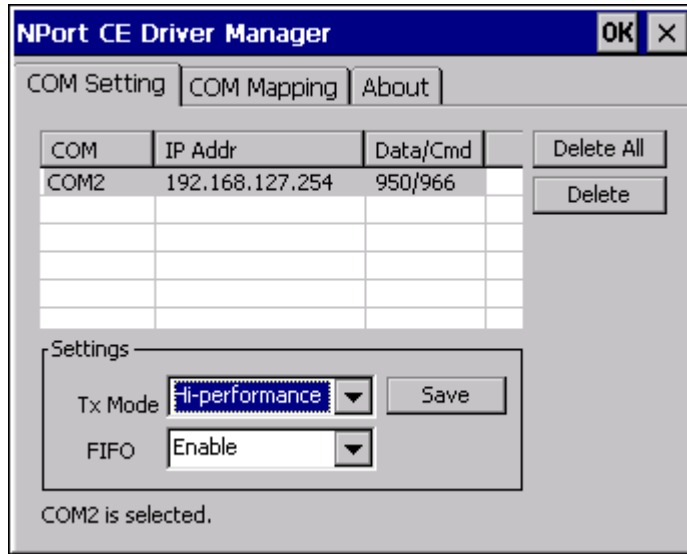 NPort CE Driver Manager OK ×
COM Setting COM Mapping About
COM IP Addr Data/Cmd Delete All
COM2 192.168.127.254 950/966
Delete
Settings
Tx Mode Hi-performance Save
FIFO Enable
COM2 is selected.